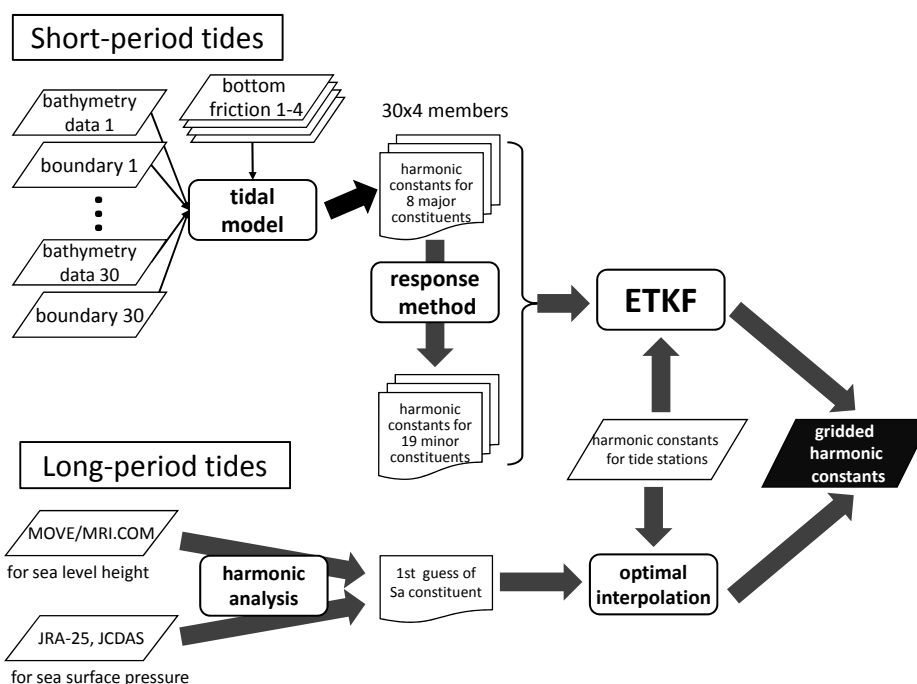 Short-period tides
bathymetry
data 1
boundary 1
bathymetry
data 30
boundary 30
bottom
friction 1-4
tidal
model
30x4 members
harmonic
constants for
8 major
constituents
response
method
harmonic
constants for
19 minor
constituents
ETKF
harmonic constants
for tide stations
gridded
harmonic
constants
Long-period tides
MOVE/MRI.COM
for sea level height
JRA-25, JCDAS
for sea surface pressure
harmonic
analysis
1st guess of
Sa constituent
optimal
interpolation